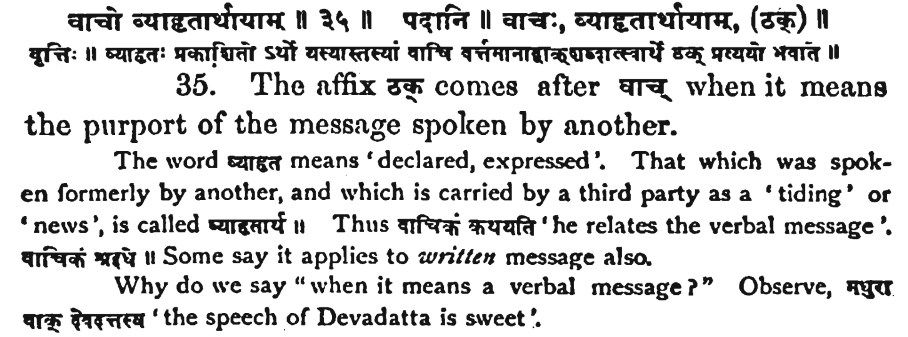 वाचो व्याहृतार्थायाम् ॥ ३५ ॥ पदानि ॥ वाचः, व्याहृतार्थायाम्, (ठक्) ॥
वृत्तिः ॥ व्याहृतः प्रकाशितो ऽर्थो यस्यास्तस्यां वाचि वर्त्तमानाद्वाक्शब्दात्स्वार्थे ठक् प्रत्ययो भवति ॥
35. The affix ठक् comes after वाच् when it means
the purport of the message spoken by another.
The word व्याहृत means ‘declared, expressed’. That which was spok-
en formerly by another, and which is carried by a third party as a ‘tiding’ or
‘news’, is called व्याहृतार्थ ॥ Thus वाचिकं कथयति ‘he relates the verbal message’.
वाचिकं श्रद्दधे ॥ Some say it applies to written message also.
Why do we say “when it means a verbal message?” Observe, मधुरा
वाक् देवदत्तस्य ‘the speech of Devadatta is sweet’.